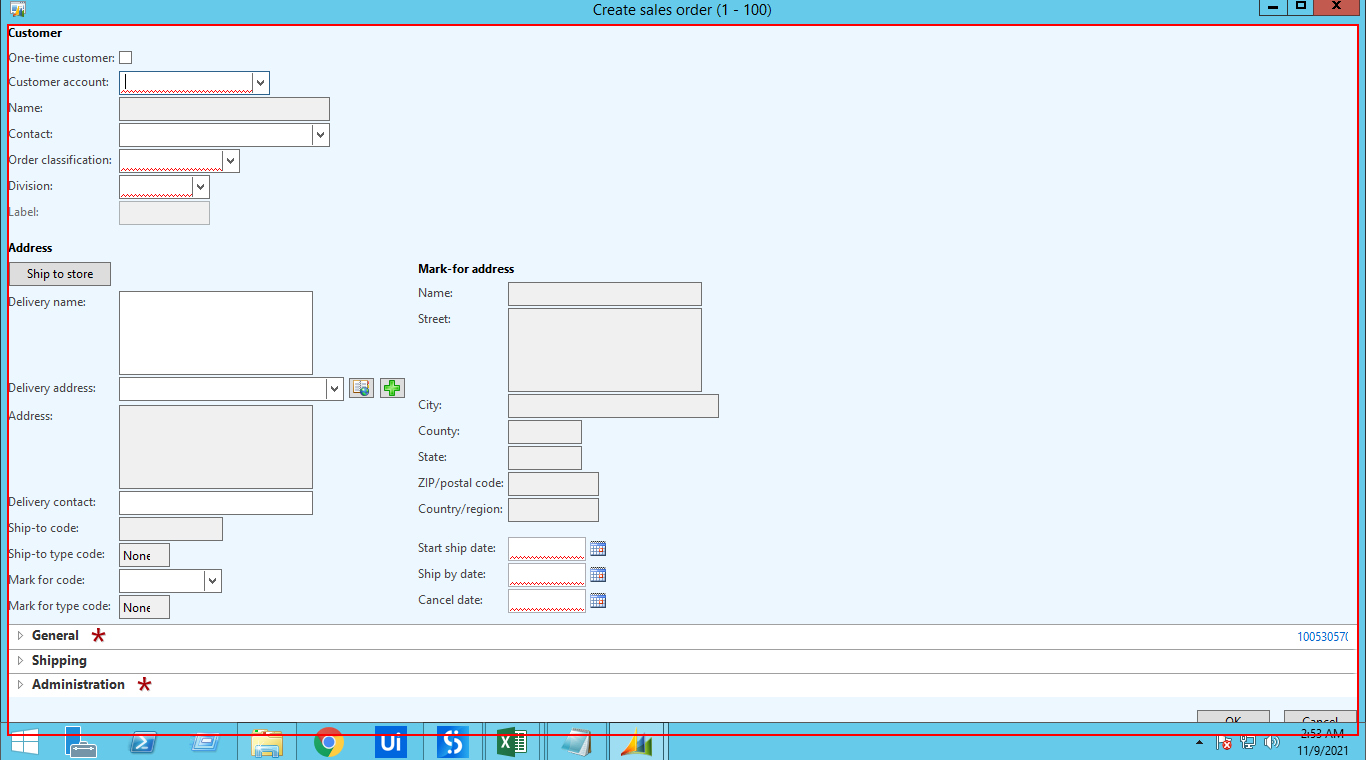 Create sales order (1 - 100)
Customer
One-time customer:
Customer account:
Name:
Contact:
Order classification:
Division:
Label:
Address
Ship to store
Delivery name:
Delivery address:
Address:
Delivery contact:
Ship-to code:
Ship-to type code: None
Mark for code:
Mark for type code: None
Mark-for address
Name:
Street:
City:
County:
State:
ZIP/postal code:
Country/region:
Start ship date:
Ship by date:
Cancel date:
General *
100530570
Shipping
Administration *
OK Cancel
Ui
2:53 AM
11/9/2021